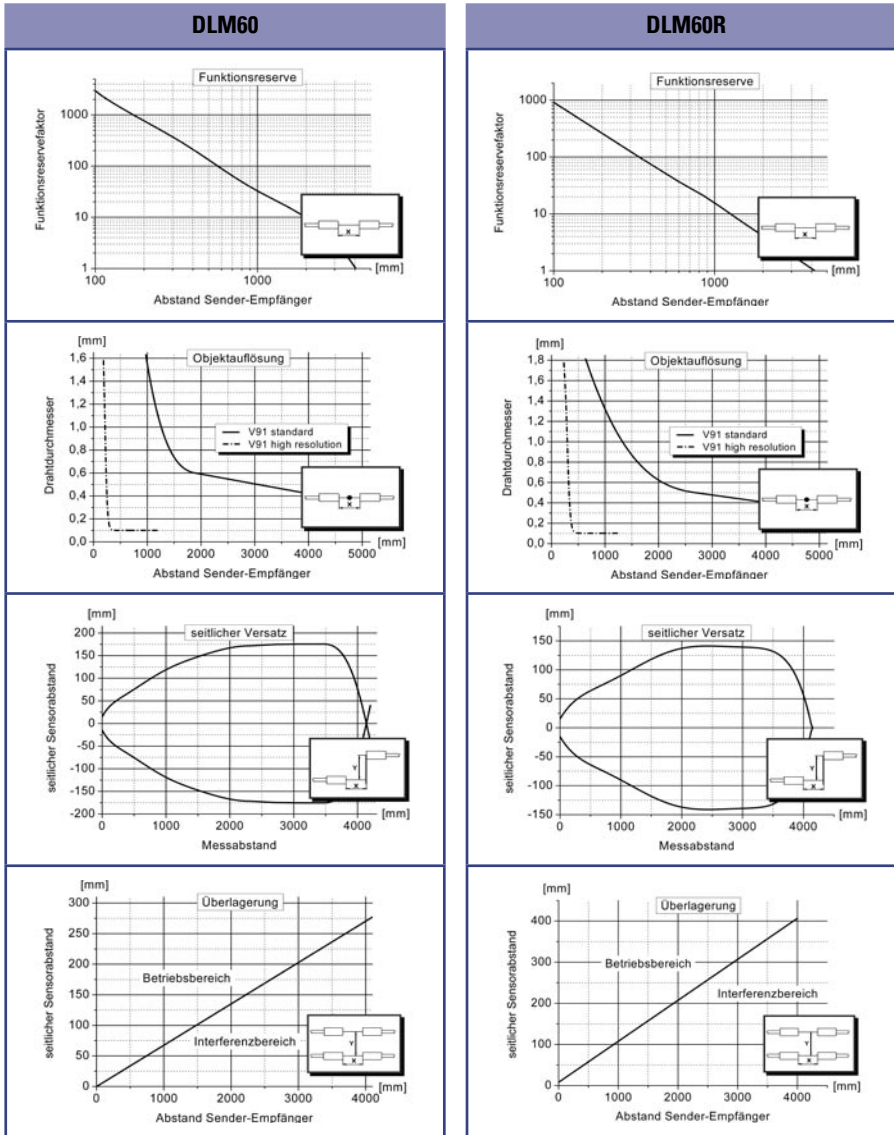 DLM60
DLM60R
Funktionsreserve
Funktionsreservefaktor
1000
100
10
1
100
1000
[mm]
Abstand Sender-Empfänger
X
Funktionsreserve
Funktionsreservefaktor
1000
100
10
1
100
1000
[mm]
Abstand Sender-Empfänger
X
[mm]
Objektauflösung
Drahtdurchmesser
1,6
1,4
1,2
1,0
0,8
0,6
0,4
0,2
0,0
V91 standard
V91 high resolution
X
0 1000 2000 3000 4000 5000 [mm]
Abstand Sender-Empfänger
[mm]
Objektauflösung
Drahtdurchmesser
1,8
1,6
1,4
1,2
1,0
0,8
0,6
0,4
0,2
0,0
V91 standard
V91 high resolution
X
0 1000 2000 3000 4000 5000 [mm]
Abstand Sender-Empfänger
[mm]
seitlicher Versatz
seitlicher Sensorabstand
200
150
100
50
0
-50
-100
-150
-200
Y
X
0 1000 2000 3000 4000 [mm]
Messabstand
[mm]
seitlicher Versatz
seitlicher Sensorabstand
150
100
50
0
-50
-100
-150
Y
X
0 1000 2000 3000 4000 [mm]
Messabstand
[mm]
Überlagerung
seitlicher Sensorabstand
300
250
200
150
100
50
0
Betriebsbereich
Interferenzbereich
Y
X
0 1000 2000 3000 4000 [mm]
Abstand Sender-Empfänger
[mm]
Überlagerung
seitlicher Sensorabstand
400
300
200
100
0
Betriebsbereich
Interferenzbereich
Y
X
0 1000 2000 3000 4000 [mm]
Abstand Sender-Empfänger